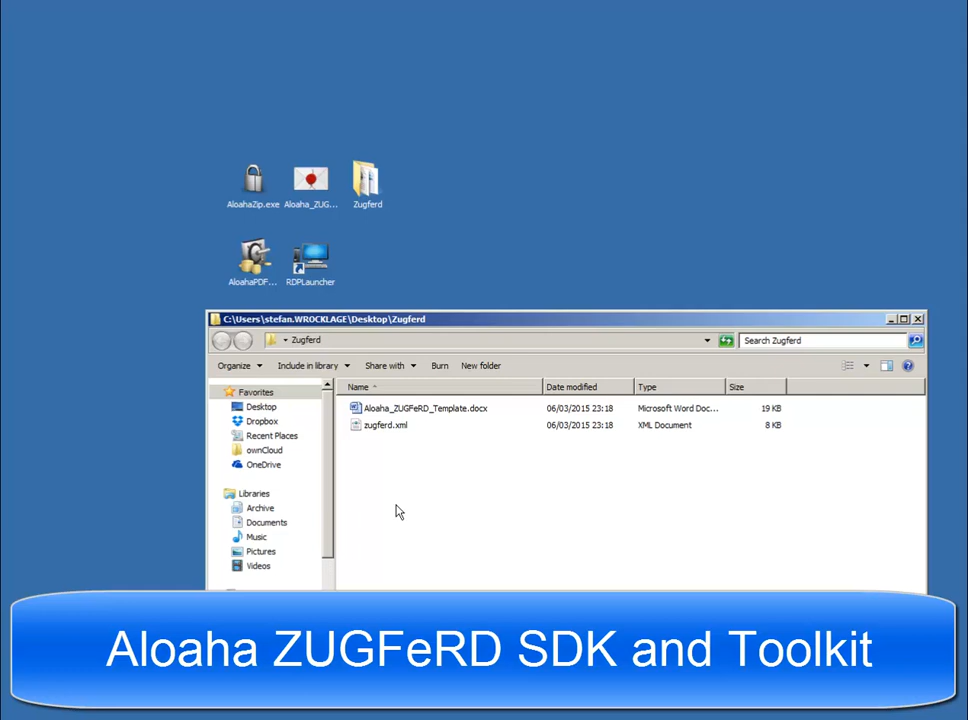 AloahaZip.exe
Aloaha_ZUG...
Zugferd
AloahaPDF...
RDPLauncher
C:\Users\stefan.WROCKLAGE\Desktop\Zugferd
Zugferd
Search Zugferd
Organize
Include in library
Share with
Burn
New folder
Name
Date modified
Type
Size
Favorites
Desktop
Dropbox
Recent Places
ownCloud
OneDrive
Libraries
Archive
Documents
Music
Pictures
Videos
Aloaha_ZUGFeRD_Template.docx
06/03/2015 23:18
Microsoft Word Doc...
19 KB
zugferd.xml
06/03/2015 23:18
XML Document
8 KB
Aloaha ZUGFeRD SDK and Toolkit